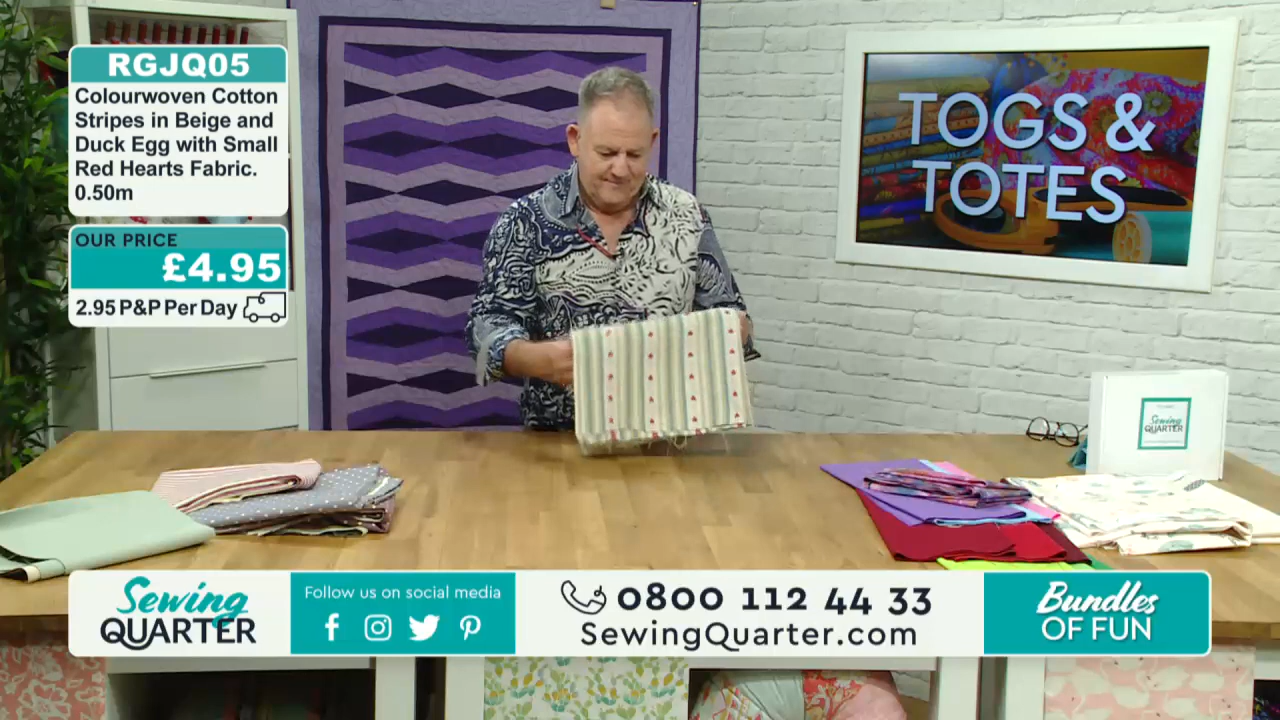 RGJQ05
Colourwoven Cotton
Stripes in Beige and
Duck Egg with Small
Red Hearts Fabric.
0.50m
OUR PRICE
£4.95
2.95 P&P Per Day
TOGS &
TOTES
Sewing
QUARTER
Sewing
QUARTER
Follow us on social media
0800 112 44 33
SewingQuarter.com
Bundles
OF FUN